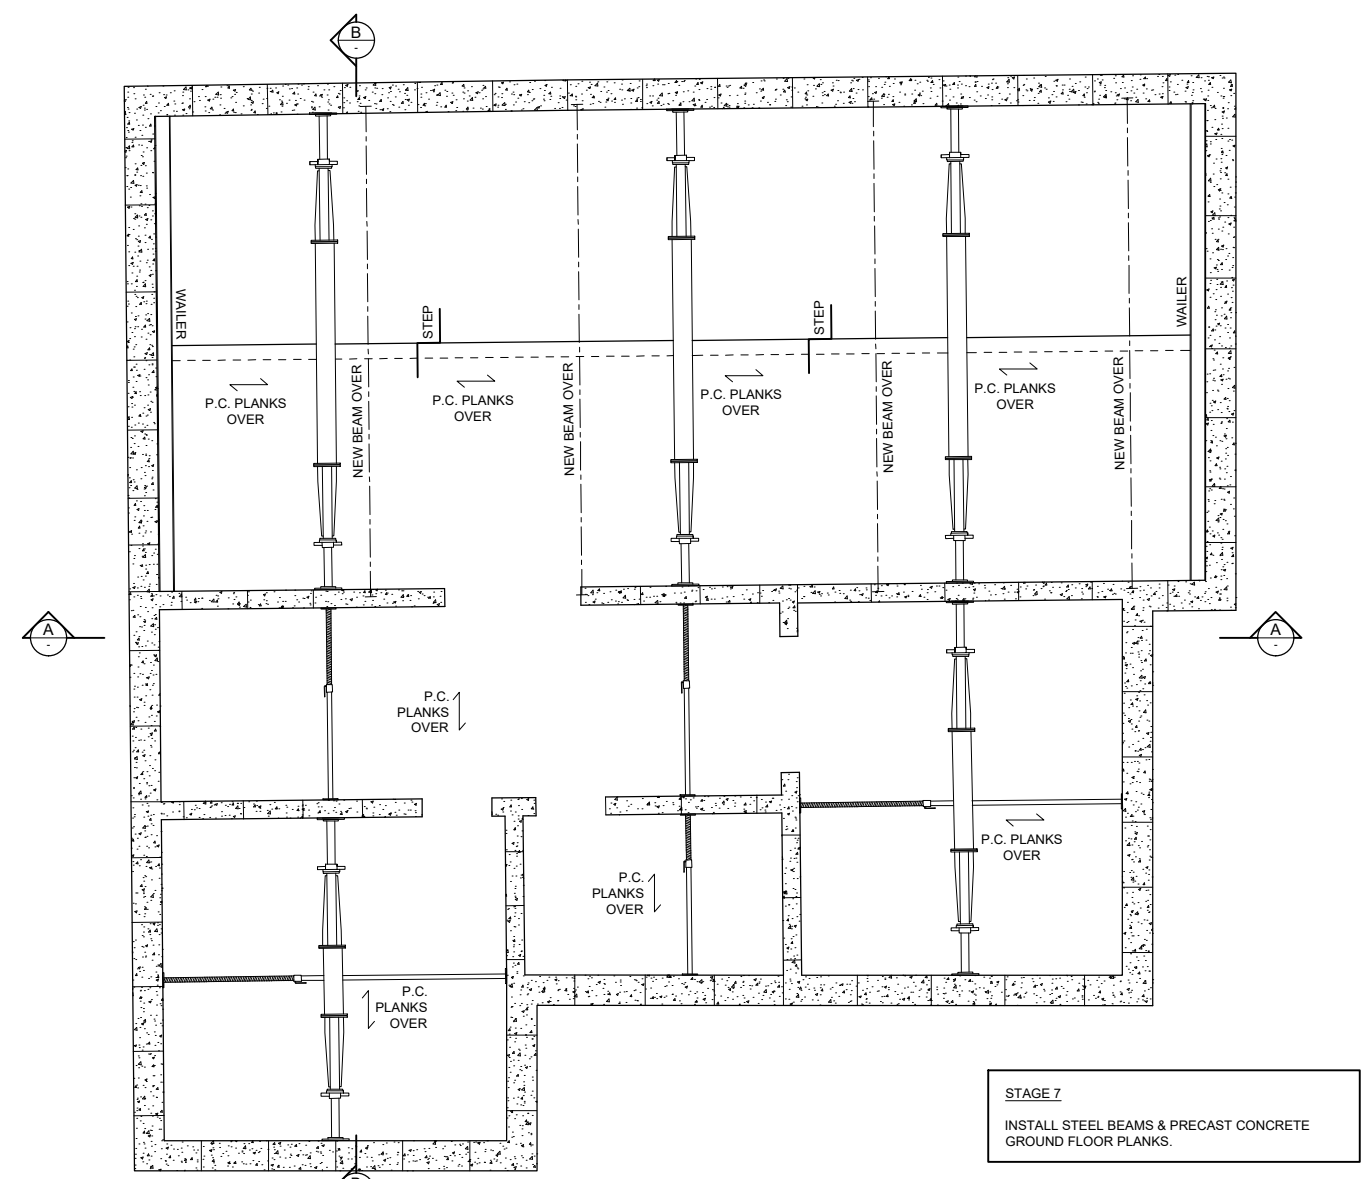 B
-
WAILER
STEP
STEP
WAILER
P.C. PLANKS
OVER
NEW BEAM OVER
P.C. PLANKS
OVER
NEW BEAM OVER
P.C. PLANKS
OVER
NEW BEAM OVER
P.C. PLANKS
OVER
NEW BEAM OVER
A
-
A
-
P.C.
PLANKS
OVER
P.C. PLANKS
OVER
P.C.
PLANKS
OVER
P.C.
PLANKS
OVER
STAGE 7
INSTALL STEEL BEAMS & PRECAST CONCRETE
GROUND FLOOR PLANKS.